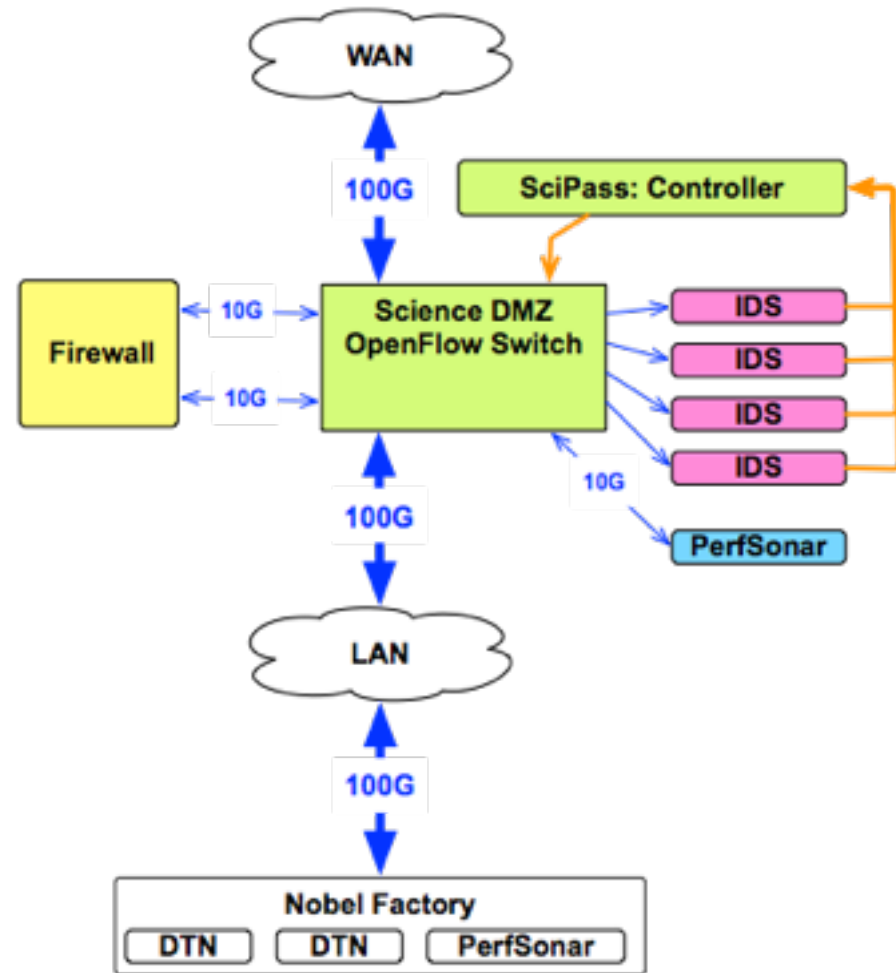 WAN
100G
SciPass: Controller
Science DMZ
OpenFlow Switch
Firewall
10G
10G
IDS
IDS
IDS
IDS
10G
PerfSonar
100G
LAN
100G
Nobel Factory
DTN
DTN
PerfSonar